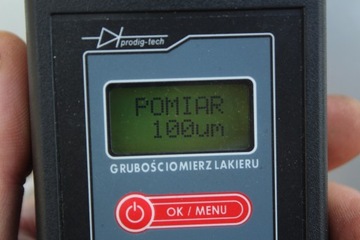 prodig-tech
POMIAR
100um
GRUBOŚCIOMIERZ LAKIERU
OK / MENU